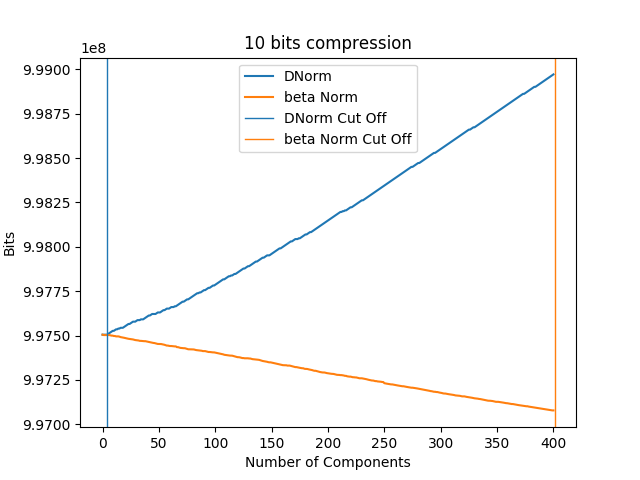 10 bits compression
1e8
9.9900
9.9875
9.9850
9.9825
9.9800
9.9775
9.9750
9.9725
9.9700
Bits
DNorm
beta Norm
DNorm Cut Off
beta Norm Cut Off
0 50 100 150 200 250 300 350 400
Number of Components